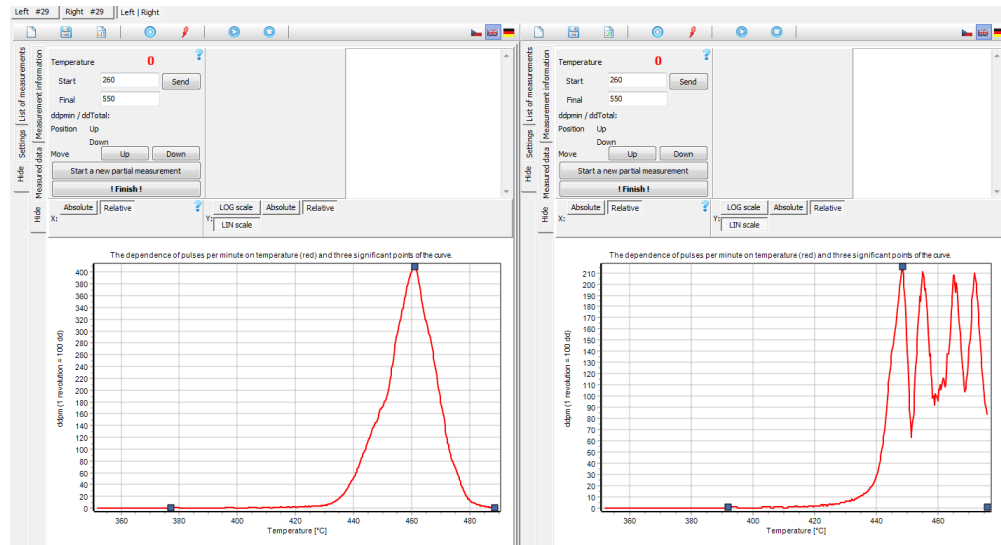 Left #29 Right #29 Left | Right
List of measurements
Settings
Hide
Measurement information
Measured data
Hide
Temperature 0
Start 260 Send
Final 550
ddpmin / ddTotal:
Position Up
Down
Move Up Down
Start a new partial measurement
! Finish !
X: Absolute Relative
Y: LOG scale Absolute Relative
LIN scale
The dependence of pulses per minute on temperature (red) and three significant points of the curve.
ddpm (1 revolution = 100 dd)
400
380
360
340
320
300
280
260
240
220
200
180
160
140
120
100
80
60
40
20
0
360 380 400 420 440 460 480
Temperature [°C]
List of measurements
Settings
Hide
Measurement information
Measured data
Hide
Temperature 0
Start 260 Send
Final 550
ddpmin / ddTotal:
Position Up
Down
Move Up Down
Start a new partial measurement
! Finish !
X: Absolute Relative
Y: LOG scale Absolute Relative
LIN scale
The dependence of pulses per minute on temperature (red) and three significant points of the curve.
ddpm (1 revolution = 100 dd)
210
200
190
180
170
160
150
140
130
120
110
100
90
80
70
60
50
40
30
20
10
0
360 380 400 420 440 460
Temperature [°C]